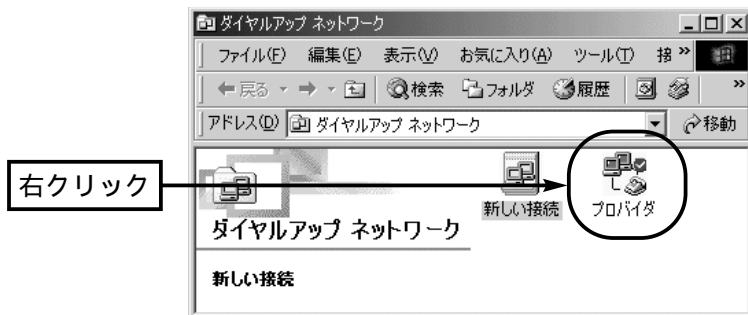 ダイヤルアップ ネットワーク
ファイル(F) 編集(E) 表示(V) お気に入り(A) ツール(T) 接 »
戻る 検索 フォルダ 履歴 »
アドレス(D) ダイヤルアップ ネットワーク 移動
右クリック
新しい接続 プロバイダ
ダイヤルアップ ネットワーク
新しい接続